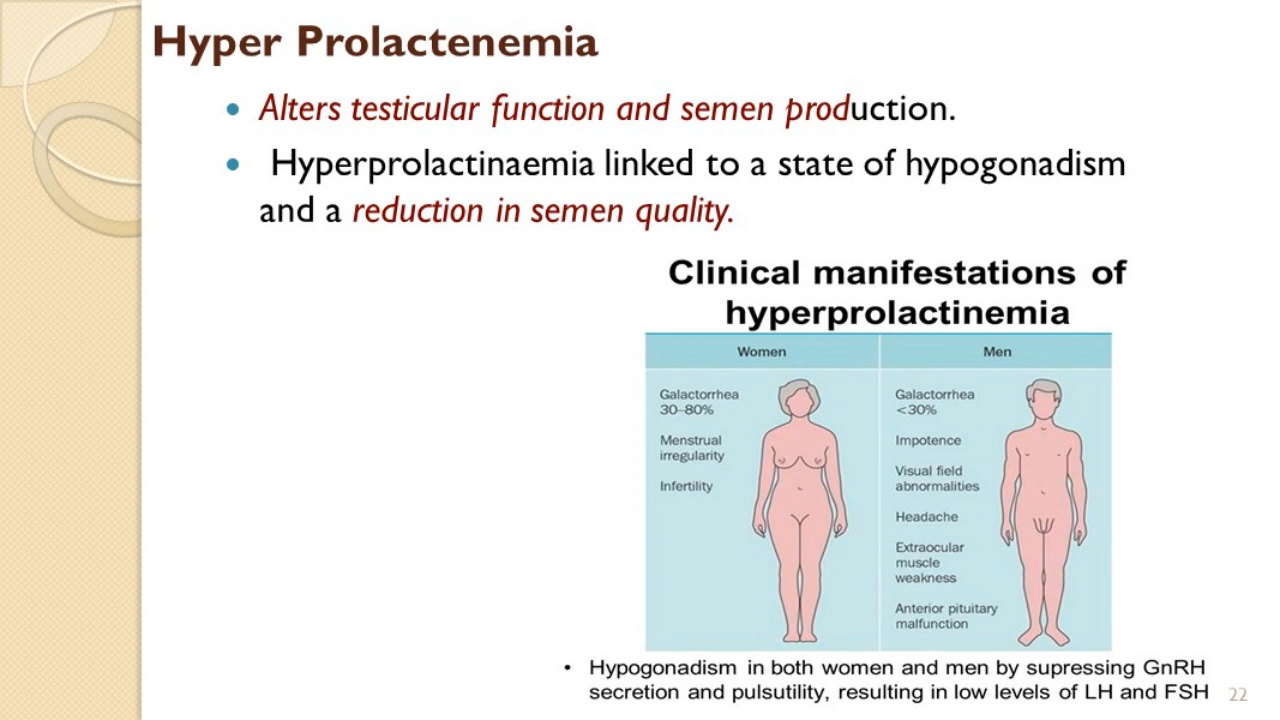 Hyper Prolactenemia
• Alters testicular function and semen production.
• Hyperprolactinaemia linked to a state of hypogonadism
and a reduction in semen quality.
Clinical manifestations of
hyperprolactinemia
Women
Galactorrhea
30–80%
Menstrual
irregularity
Infertility
Men
Galactorrhea
<30%
Impotence
Visual field
abnormalities
Headache
Extraocular
muscle
weakness
Anterior pituitary
malfunction
• Hypogonadism in both women and men by supressing GnRH
secretion and pulsutility, resulting in low levels of LH and FSH
22